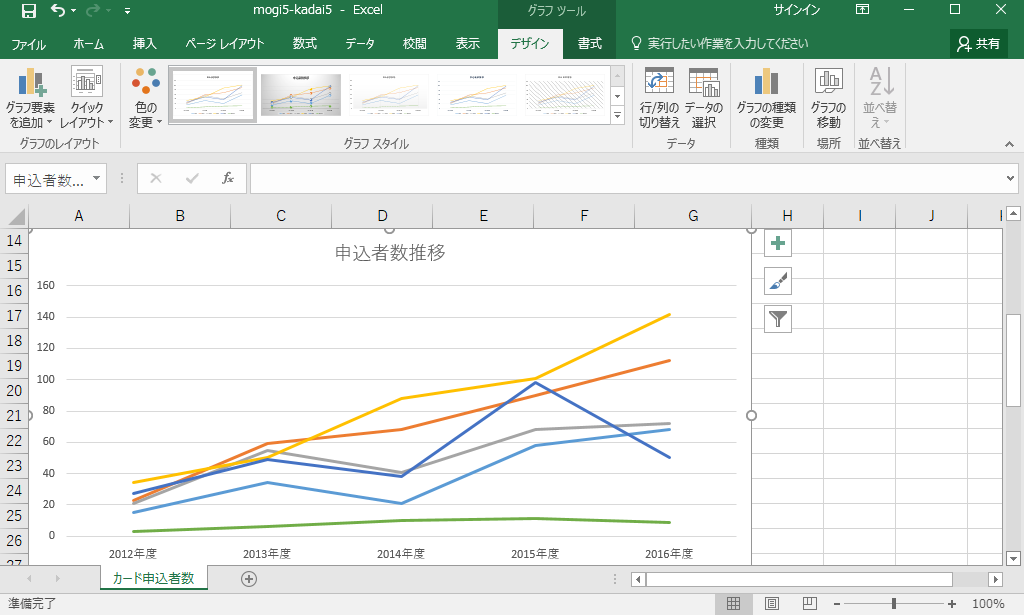 mogi5-kadai5 - Excel
グラフ ツール
サインイン
ファイル ホーム 挿入 ページ レイアウト 数式 データ 校閲 表示 デザイン 書式 実行したい作業を入力してください 共有
グラフ要素
を追加
クイック
レイアウト
色の
変更
行/列の
切り替え
データの
選択
グラフの種類
の変更
グラフの
移動
並べ替
え
グラフのレイアウト グラフ スタイル データ 種類 場所 並べ替え
申込者数... fx
A B C D E F G H I J
14
15
16
17
18
19
20
21
22
23
24
25
26
27
申込者数推移
160
140
120
100
80
60
40
20
0
2012年度 2013年度 2014年度 2015年度 2016年度
カード申込者数
準備完了
100%